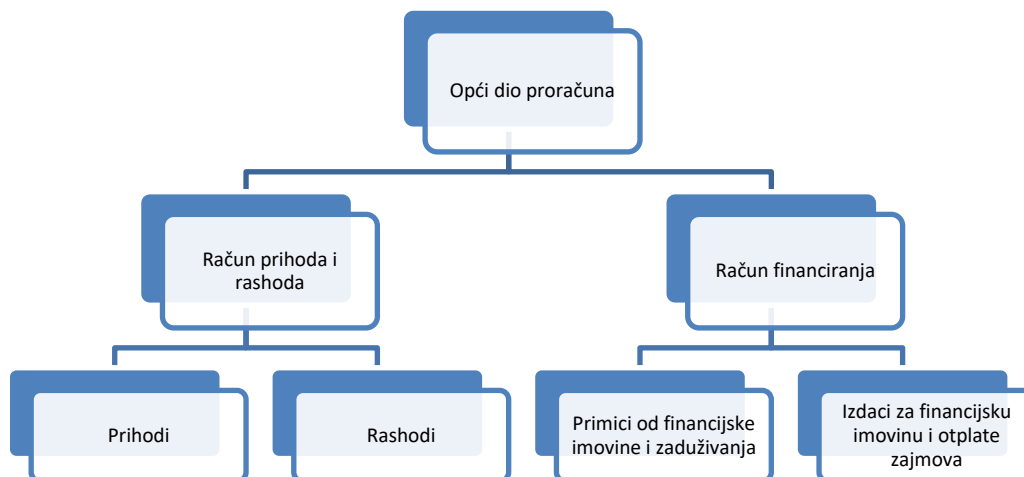 Opći dio proračuna
Račun prihoda i
rashoda
Račun financiranja
Prihodi
Rashodi
Primici od financijske
imovine i zaduživanja
Izdaci za financijsku
imovinu i otplate
zajmova